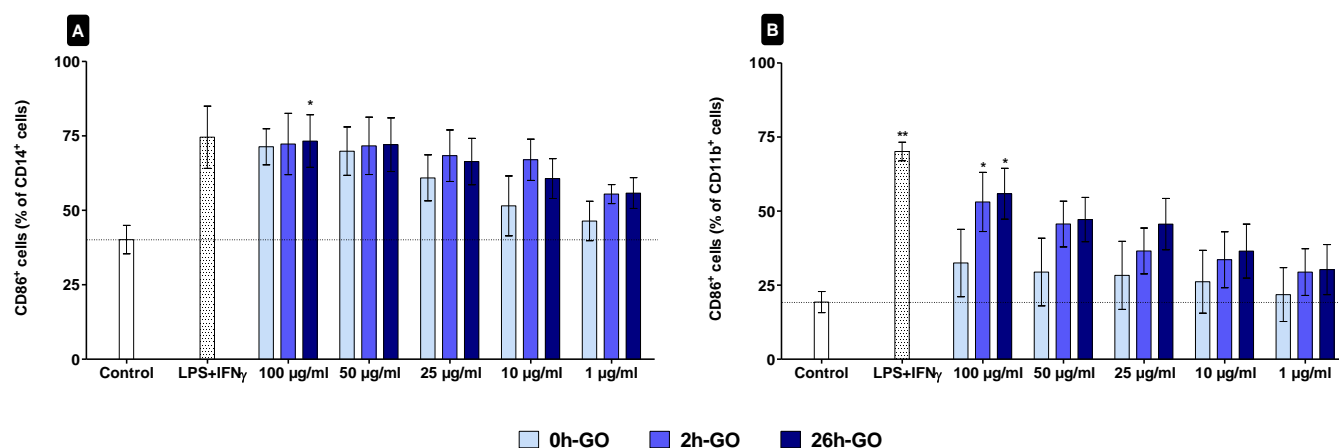 A
CD86⁺ cells (% of CD14⁺ cells)
100
75
50
25
0
*
Control LPS+IFNγ 100 µg/ml 50 µg/ml 25 µg/ml 10 µg/ml 1 µg/ml
B
CD86⁺ cells (% of CD11b⁺ cells)
100
75
50
25
0
**
* *
Control LPS+IFNγ 100 µg/ml 50 µg/ml 25 µg/ml 10 µg/ml 1 µg/ml
0h-GO 2h-GO 26h-GO